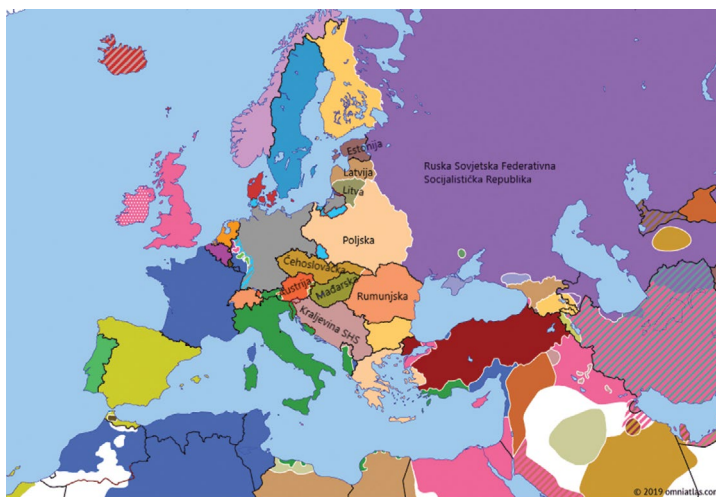 Estonija
Latvija
Litva
Ruska Sovjetska Federativna
Socijalistička Republika
Poljska
Čehoslovačka
Austrija
Mađarska
Rumunjska
Kraljevina SHS
© 2019 omniatlas.com